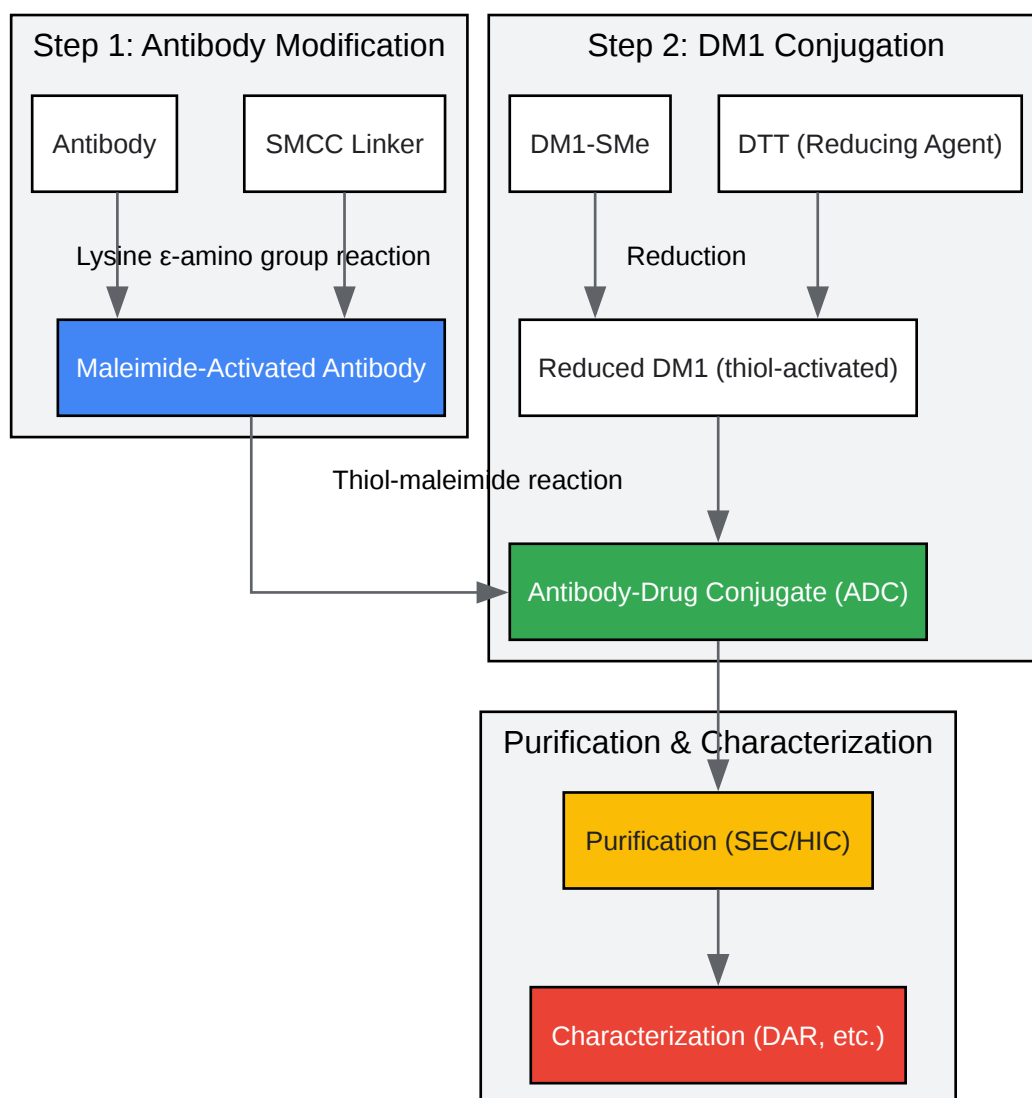 Step 1: Antibody Modification
Antibody
SMCC Linker
Lysine ε-amino group reaction
Maleimide-Activated Antibody
Step 2: DM1 Conjugation
DM1-SMe
DTT (Reducing Agent)
Reduction
Reduced DM1 (thiol-activated)
Thiol-maleimide reaction
Antibody-Drug Conjugate (ADC)
Purification & Characterization
Purification (SEC/HIC)
Characterization (DAR, etc.)